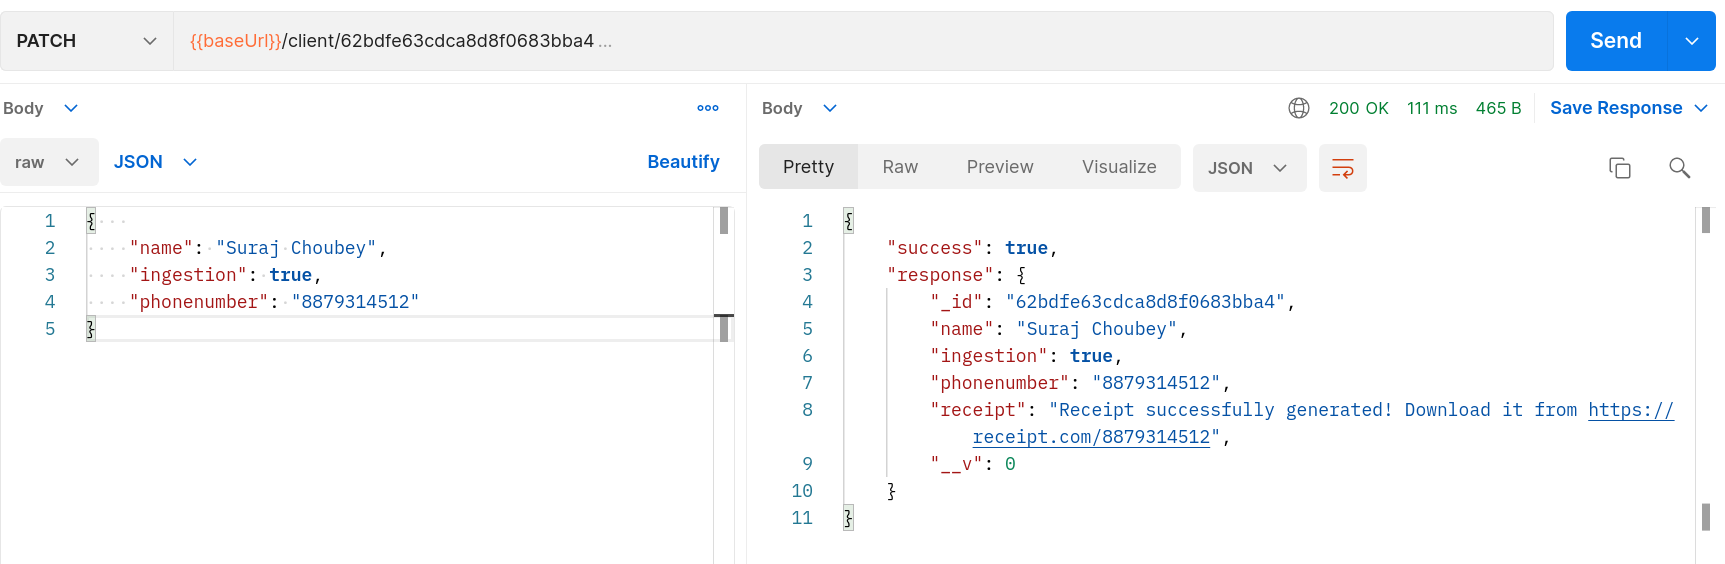 PATCH {{baseUrl}}/client/62bdfe63cdca8d8f0683bba4 ... Send
Body
raw JSON Beautify
1 {
2 "name": "Suraj Choubey",
3 "ingestion": true,
4 "phonenumber": "8879314512"
5 }
Body 200 OK 111 ms 465 B Save Response
Pretty Raw Preview Visualize JSON
1 {
2 "success": true,
3 "response": {
4 "_id": "62bdfe63cdca8d8f0683bba4",
5 "name": "Suraj Choubey",
6 "ingestion": true,
7 "phonenumber": "8879314512",
8 "receipt": "Receipt successfully generated! Download it from https://
receipt.com/8879314512",
9 "__v": 0
10 }
11 }